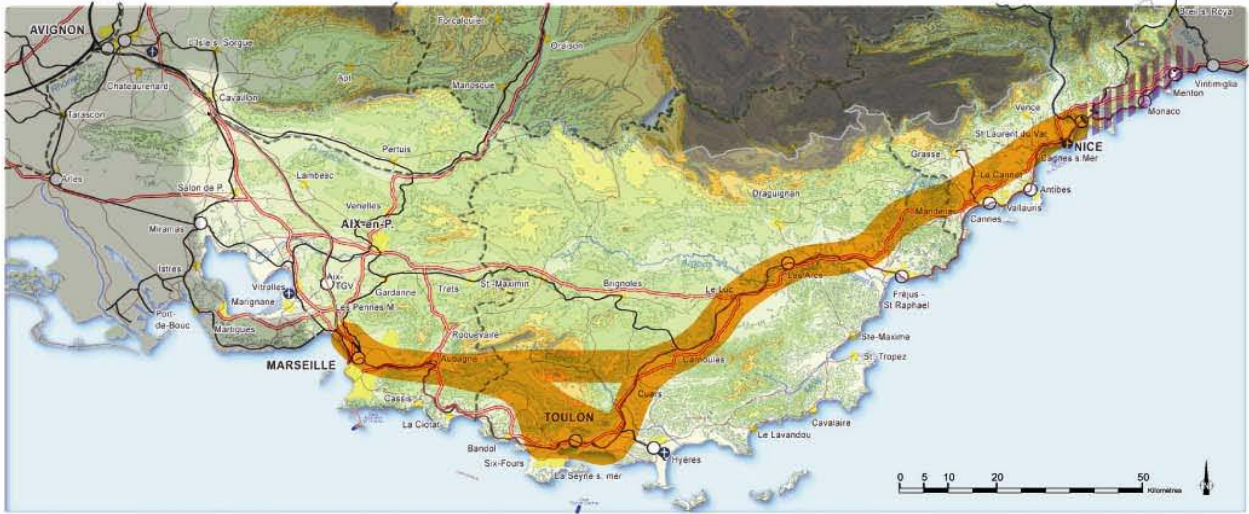 AVIGNON
Forcalquier
Oraison
L'Isle s. Sorgue
Apt
Manosque
Chateaurenard
Cavaillon
Rhône
Tarascon
Vintimiglia
Menton
Monaco
Vence
St Laurent du Var
NICE
Cagnes s.Mer
Grasse
Pertuis
Arles
Salon de P.
Lambesc
Venelles
Draguignan
Le Cannet
Antibes
Vallauris
Mandelieu
Cannes
AIX-en-P.
Miramas
Istres
Vitrolles
Aix-
TGV
Gardanne
Trets
St-Maximin
Brignoles
Le Luc
Les Arcs
Fréjus -
St Raphael
Marignane
Les Pennes M.
Port-
de-Bouc
Martigues
Roquevaire
Ste-Maxime
St. Tropez
MARSEILLE
Aubagne
Carnoules
Cuers
Cassis
La Ciotat
TOULON
Cavalaire
Le Lavandou
Bandol
Six-Fours
La Seyne s. mer
Hyères
0 5 10 20 30 40 50
Kilomètres
N